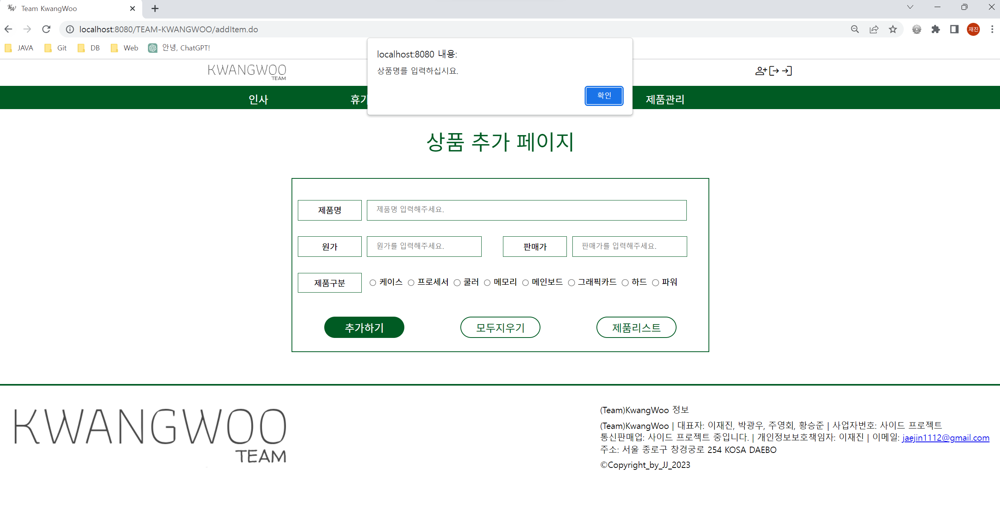 Team KwangWoo
localhost:8080/TEAM-KWANGWOO/addItem.do
재진
JAVA Git DB Web 안녕, ChatGPT!
localhost:8080 내용:
상품명를 입력하십시요.
확인
KWANGWOO
TEAM
인사 휴가 제품관리
상품 추가 페이지
제품명 제품명 입력해주세요.
원가 원가를 입력해주세요. 판매가 판매가를 입력해주세요.
제품구분 케이스 프로세서 쿨러 메모리 메인보드 그래픽카드 하드 파워
추가하기 모두지우기 제품리스트
KWANGWOO
TEAM
(Team)KwangWoo 정보
(Team)KwangWoo | 대표자: 이재진, 박광우, 주영회, 황승준 | 사업자번호: 사이드 프로젝트
통신판매업: 사이드 프로젝트 중입니다. | 개인정보보호책임자: 이재진 | 이메일: jaejin1112@gmail.com
주소: 서울 종로구 창경궁로 254 KOSA DAEBO
©Copyright_by_JJ_2023